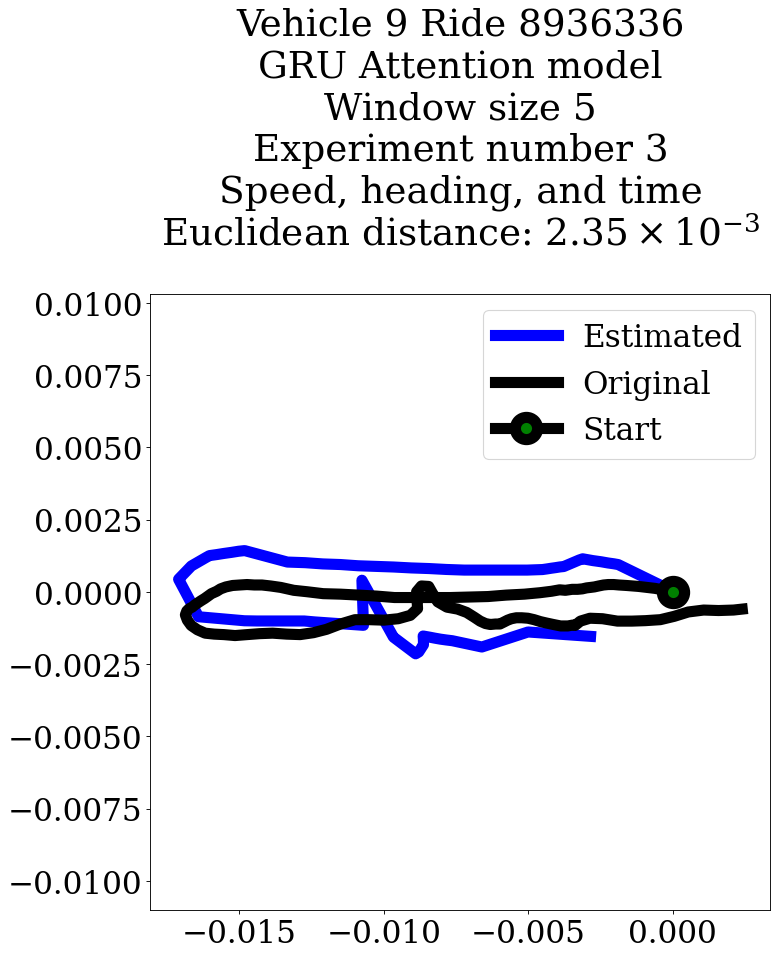 Vehicle 9 Ride 8936336
GRU Attention model
Window size 5
Experiment number 3
Speed, heading, and time
Euclidean distance: 2.35 × 10⁻³
0.0100
0.0075
0.0050
0.0025
0.0000
−0.0025
−0.0050
−0.0075
−0.0100
Estimated
Original
Start
−0.015 −0.010 −0.005 0.000